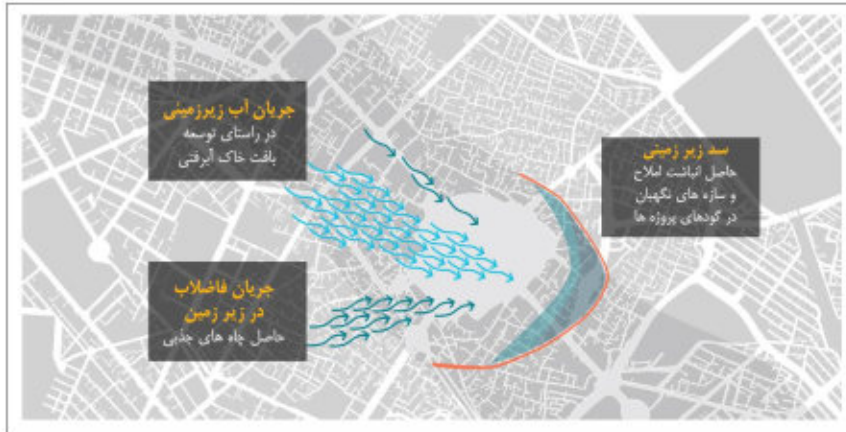 جریان آب زیرزمینی
در راستای توسعه
بافت خاک آبرفتی
سد زیر زمینی
حاصل انباشت املاح
و سازه های نگهبان
در گودهای پروژه ها
جریان فاضلاب
در زیر زمین
حاصل چاه های جذبی